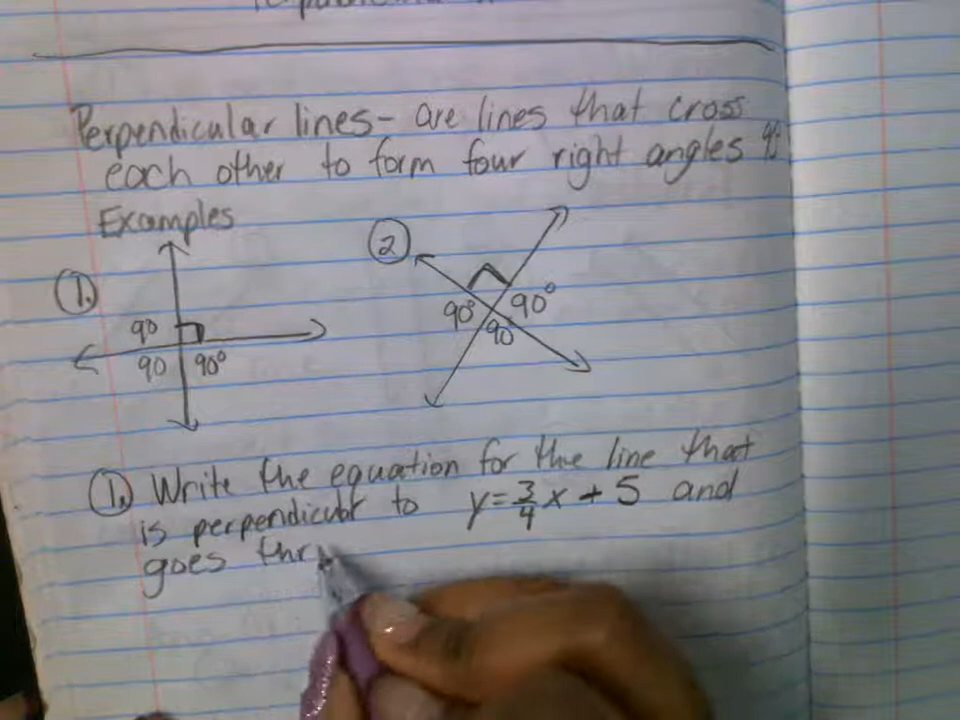 Perpendicular lines- are lines that cross
each other to form four right angles
Examples
1.
90
90 90°
2
90° 90°
90°
1. Write the equation for the line that
is perpendicular to y=3/4x+5 and
goes thr